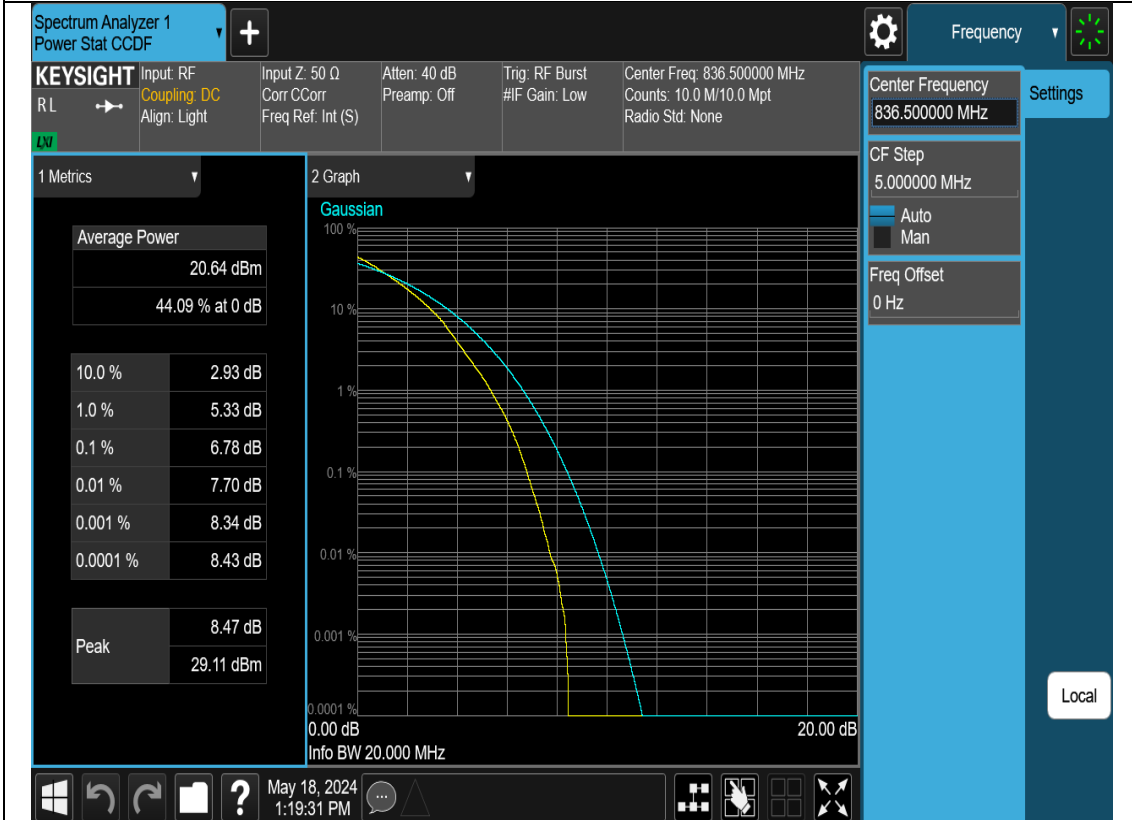 Spectrum Analyzer 1
Power Stat CCDF
+
Frequency
KEYSIGHT
RL
LXI
Input: RF
Coupling: DC
Align: Light
Input Z: 50 Ω
Corr CCorr
Freq Ref: Int (S)
Atten: 40 dB
Preamp: Off
Trig: RF Burst
#IF Gain: Low
Center Freq: 836.500000 MHz
Counts: 10.0 M/10.0 Mpt
Radio Std: None
Center Frequency
836.500000 MHz
Settings
CF Step
5.000000 MHz
Auto
Man
Freq Offset
0 Hz
1 Metrics
Average Power
20.64 dBm
44.09 % at 0 dB
10.0 % 2.93 dB
1.0 % 5.33 dB
0.1 % 6.78 dB
0.01 % 7.70 dB
0.001 % 8.34 dB
0.0001 % 8.43 dB
Peak
8.47 dB
29.11 dBm
2 Graph
Gaussian
100 %
10 %
1 %
0.1 %
0.01 %
0.001 %
0.0001 %
0.00 dB 20.00 dB
Info BW 20.000 MHz
Local
?
May 18, 2024
1:19:31 PM